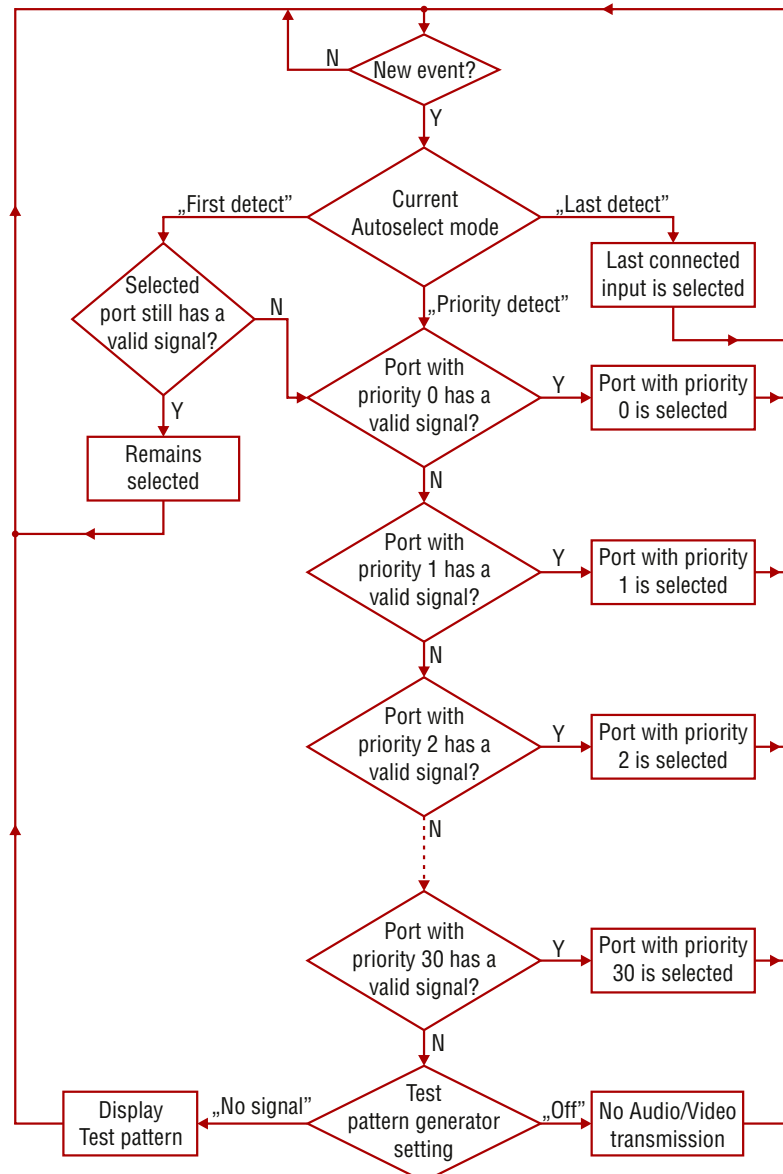 N
New event?
Y
„First detect”
Current
Autoselect mode
„Last detect”
Selected
port still has a
valid signal?
N
Last connected
input is selected
„Priority detect”
Port with
priority 0 has a
valid signal?
Y
Port with priority
0 is selected
Y
Remains
selected
N
Port with
priority 1 has a
valid signal?
Y
Port with priority
1 is selected
N
Port with
priority 2 has a
valid signal?
Y
Port with priority
2 is selected
N
Port with
priority 30 has a
valid signal?
Y
Port with priority
30 is selected
N
Display
Test pattern
„No signal”
Test
pattern generator
setting
„Off”
No Audio/Video
transmission